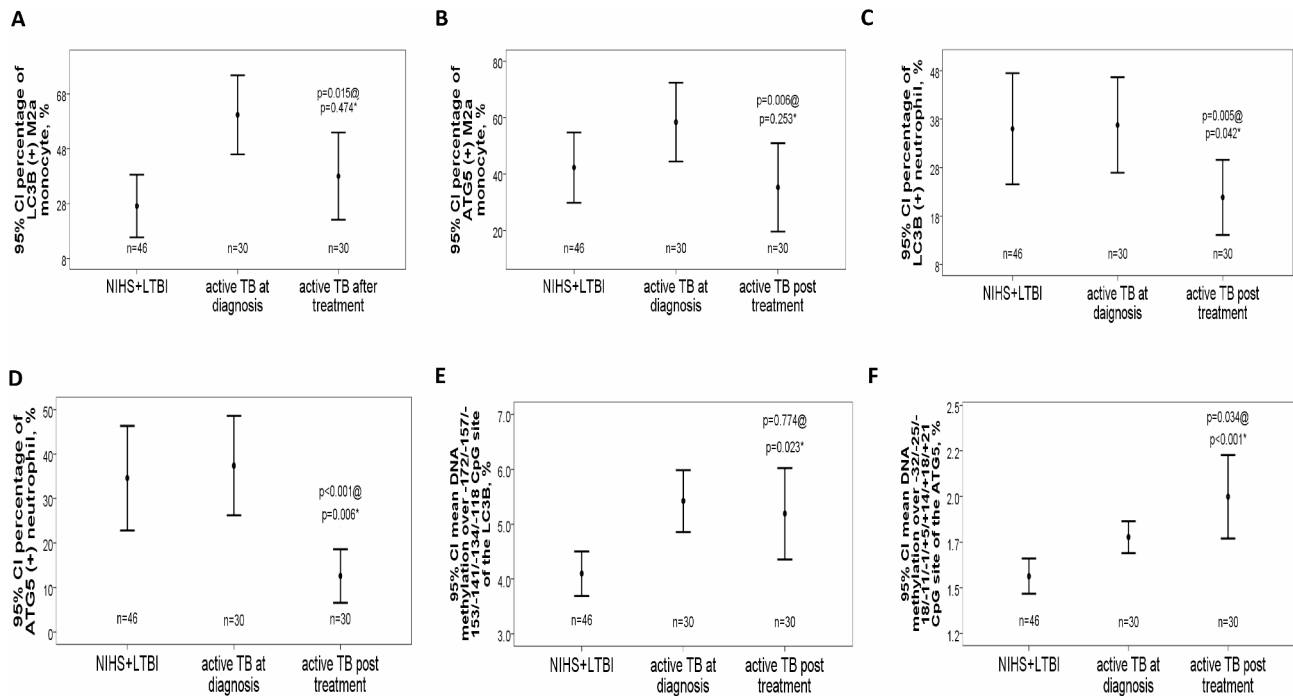 A
95% CI percentage of
LC3B (+) M2a
monocyte, %
68
48
28
8
p=0.015@
p=0.474*
n=46
n=30
n=30
NIHS+LTBI
active TB at
diagnosis
active TB after
treatment
B
95% CI percentage of
ATG5 (+) M2a
monocyte, %
80
60
40
20
p=0.006@
p=0.253*
n=46
n=30
n=30
NIHS+LTBI
active TB at
diagnosis
active TB post
treatment
C
95% CI percentage of
LC3B (+) neutrophil, %
48
38
28
18
8
p=0.005@
p=0.042*
n=46
n=30
n=30
NIHS+LTBI
active TB at
daignosis
active TB post
treatment
D
95% CI percentage of
ATG5 (+) neutrophil, %
50
40
30
20
10
0
p<0.001@
p=0.006*
n=46
n=30
n=30
NIHS+LTBI
active TB at
diagnosis
active TB post
treatment
E
95% CI mean DNA
methylation over -172/-157/-
153/-141/-134/-118 CpG site
of the LC3B, %
7.0
6.0
5.0
4.0
3.0
p=0.774@
p=0.023*
n=46
n=30
n=30
NIHS+LTBI
active TB at
diagnosis
active TB post
treatment
F
95% CI mean DNA
methylation over -32/-25/-
18/-11/-1/+5/+14/+18/+21
CpG site of the ATG5, %
2.5
2.2
2.0
1.7
1.5
1.2
p=0.034@
p<0.001*
n=46
n=30
n=30
NIHS+LTBI
active TB at
diagnosis
active TB post
treatment